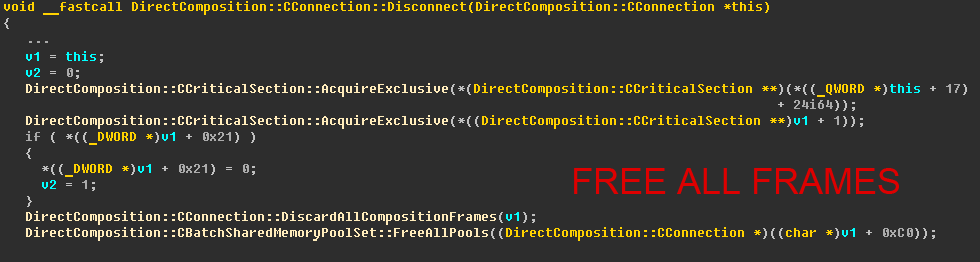 void __fastcall DirectComposition::CConnection::Disconnect(DirectComposition::CConnection *this)
{
...
v1 = this;
v2 = 0;
DirectComposition::CCriticalSection::AcquireExclusive(*(DirectComposition::CCriticalSection **)(*((_QWORD *)this + 17)
+ 24i64));
DirectComposition::CCriticalSection::AcquireExclusive(*((DirectComposition::CCriticalSection **)v1 + 1));
if ( *((_DWORD *)v1 + 0x21) )
{
*((_DWORD *)v1 + 0x21) = 0;
v2 = 1;
}
FREE ALL FRAMES
DirectComposition::CConnection::DiscardAllCompositionFrames(v1);
DirectComposition::CBatchSharedMemoryPoolSet::FreeAllPools((DirectComposition::CConnection *)((char *)v1 + 0xC0));